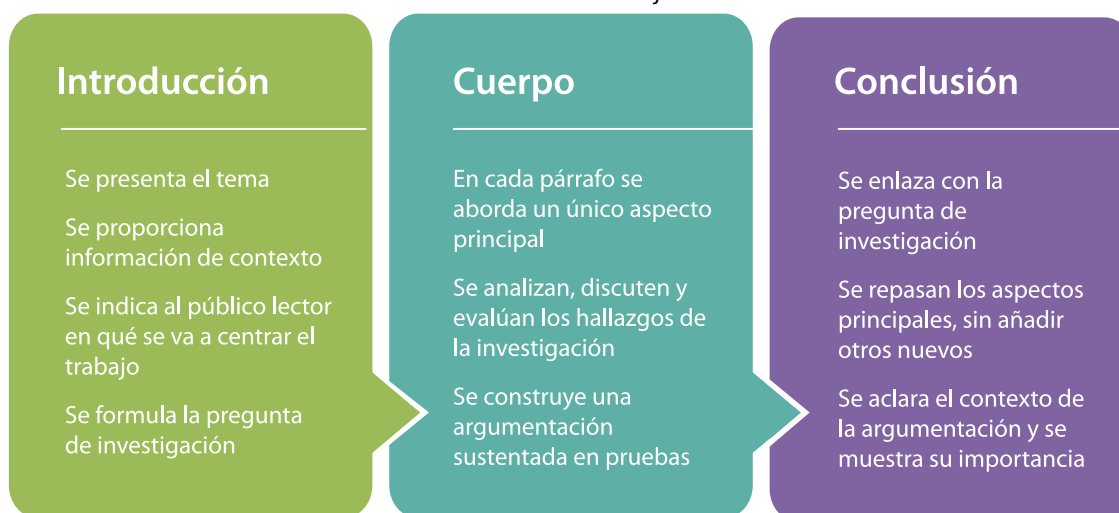 Introducción
Se presenta el tema
Se proporciona
información de contexto
Se indica al público lector
en qué se va a centrar el
trabajo
Se formula la pregunta
de investigación
Cuerpo
En cada párrafo se
aborda un único aspecto
principal
Se analizan, discuten y
evalúan los hallazgos de
la investigación
Se construye una
argumentación
sustentada en pruebas
Conclusión
Se enlaza con la
pregunta de
investigación
Se repasan los aspectos
principales, sin añadir
otros nuevos
Se aclara el contexto de
la argumentación y se
muestra su importancia